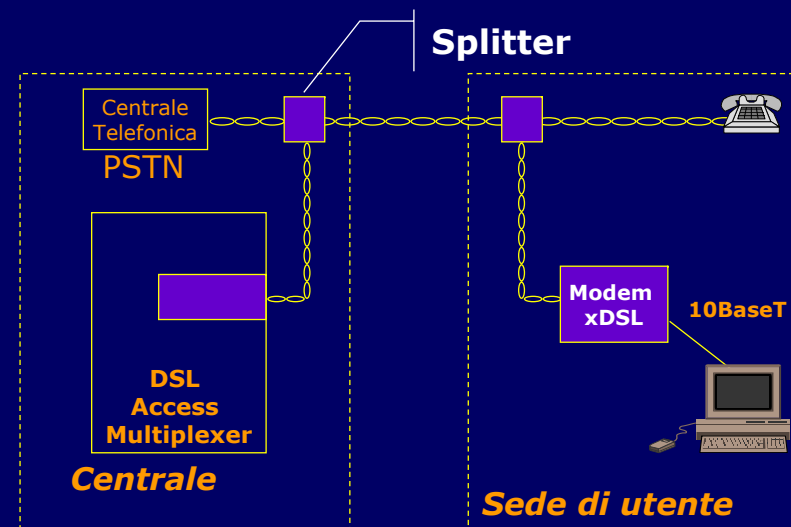 Splitter
Centrale
Telefonica
PSTN
DSL
Access
Multiplexer
Centrale
Modem
xDSL
10BaseT
Sede di utente